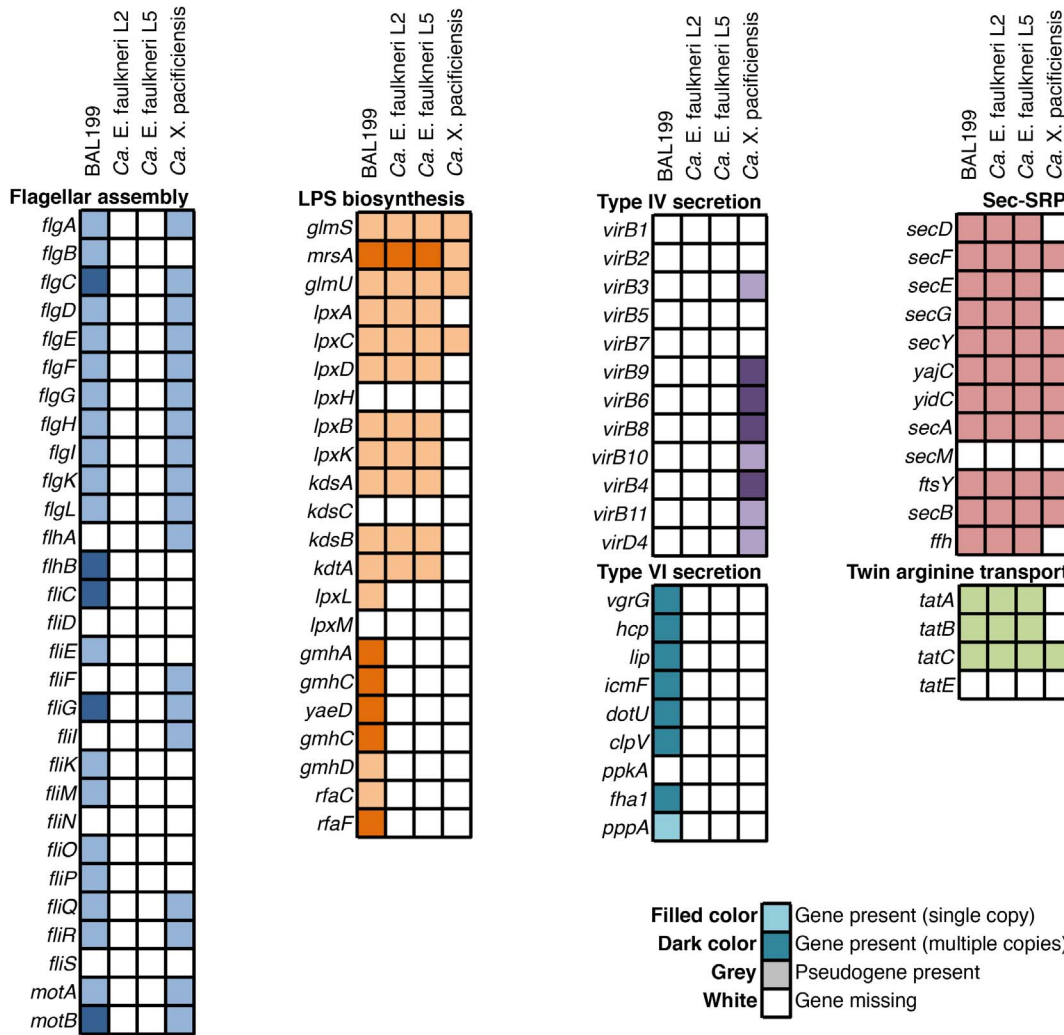 BAL199
Ca. E. faulkneri L2
Ca. E. faulkneri L5
Ca. X. pacificiensis
Flagellar assembly
flgA
flgB
flgC
flgD
flgE
flgF
flgG
flgH
flgI
flgK
flgL
flhA
flhB
fliC
fliD
fliE
fliF
fliG
fliI
fliK
fliM
fliN
fliO
fliP
fliQ
fliR
fliS
motA
motB
BAL199
Ca. E. faulkneri L2
Ca. E. faulkneri L5
Ca. X. pacificiensis
LPS biosynthesis
glmS
mrsA
glmU
lpxA
lpxC
lpxD
lpxH
lpxB
lpxK
kdsA
kdsC
kdsB
kdtA
lpxL
lpxM
gmhA
gmhC
yaeD
gmhC
gmhD
rfaC
rfaF
BAL199
Ca. E. faulkneri L2
Ca. E. faulkneri L5
Ca. X. pacificiensis
Type IV secretion
virB1
virB2
virB3
virB5
virB7
virB9
virB6
virB8
virB10
virB4
virB11
virD4
Type VI secretion
vgrG
hcp
lip
icmF
dotU
clpV
ppkA
fha1
pppA
BAL199
Ca. E. faulkneri L2
Ca. E. faulkneri L5
Ca. X. pacificiensis
Sec-SRP
secD
secF
secE
secG
secY
yajC
yidC
secA
secM
ftsY
secB
ffh
Twin arginine transport
tatA
tatB
tatC
tatE
Filled color Gene present (single copy)
Dark color Gene present (multiple copies)
Grey Pseudogene present
White Gene missing